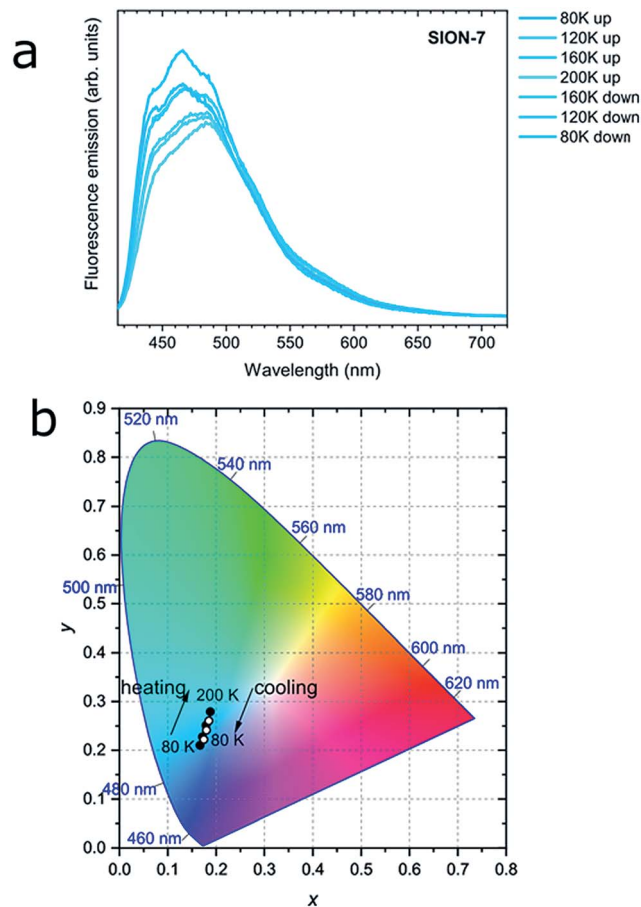 a
SION-7
80K up
120K up
160K up
200K up
160K down
120K down
80K down
Fluorescence emission (arb. units)
450 500 550 600 650 700
Wavelength (nm)
b
0.9
0.8
0.7
0.6
0.5
0.4
0.3
0.2
0.1
0.0
y
520 nm
540 nm
560 nm
500 nm
580 nm
600 nm
620 nm
heating 200 K cooling
80 K 80 K
480 nm
460 nm
0.0 0.1 0.2 0.3 0.4 0.5 0.6 0.7 0.8
x